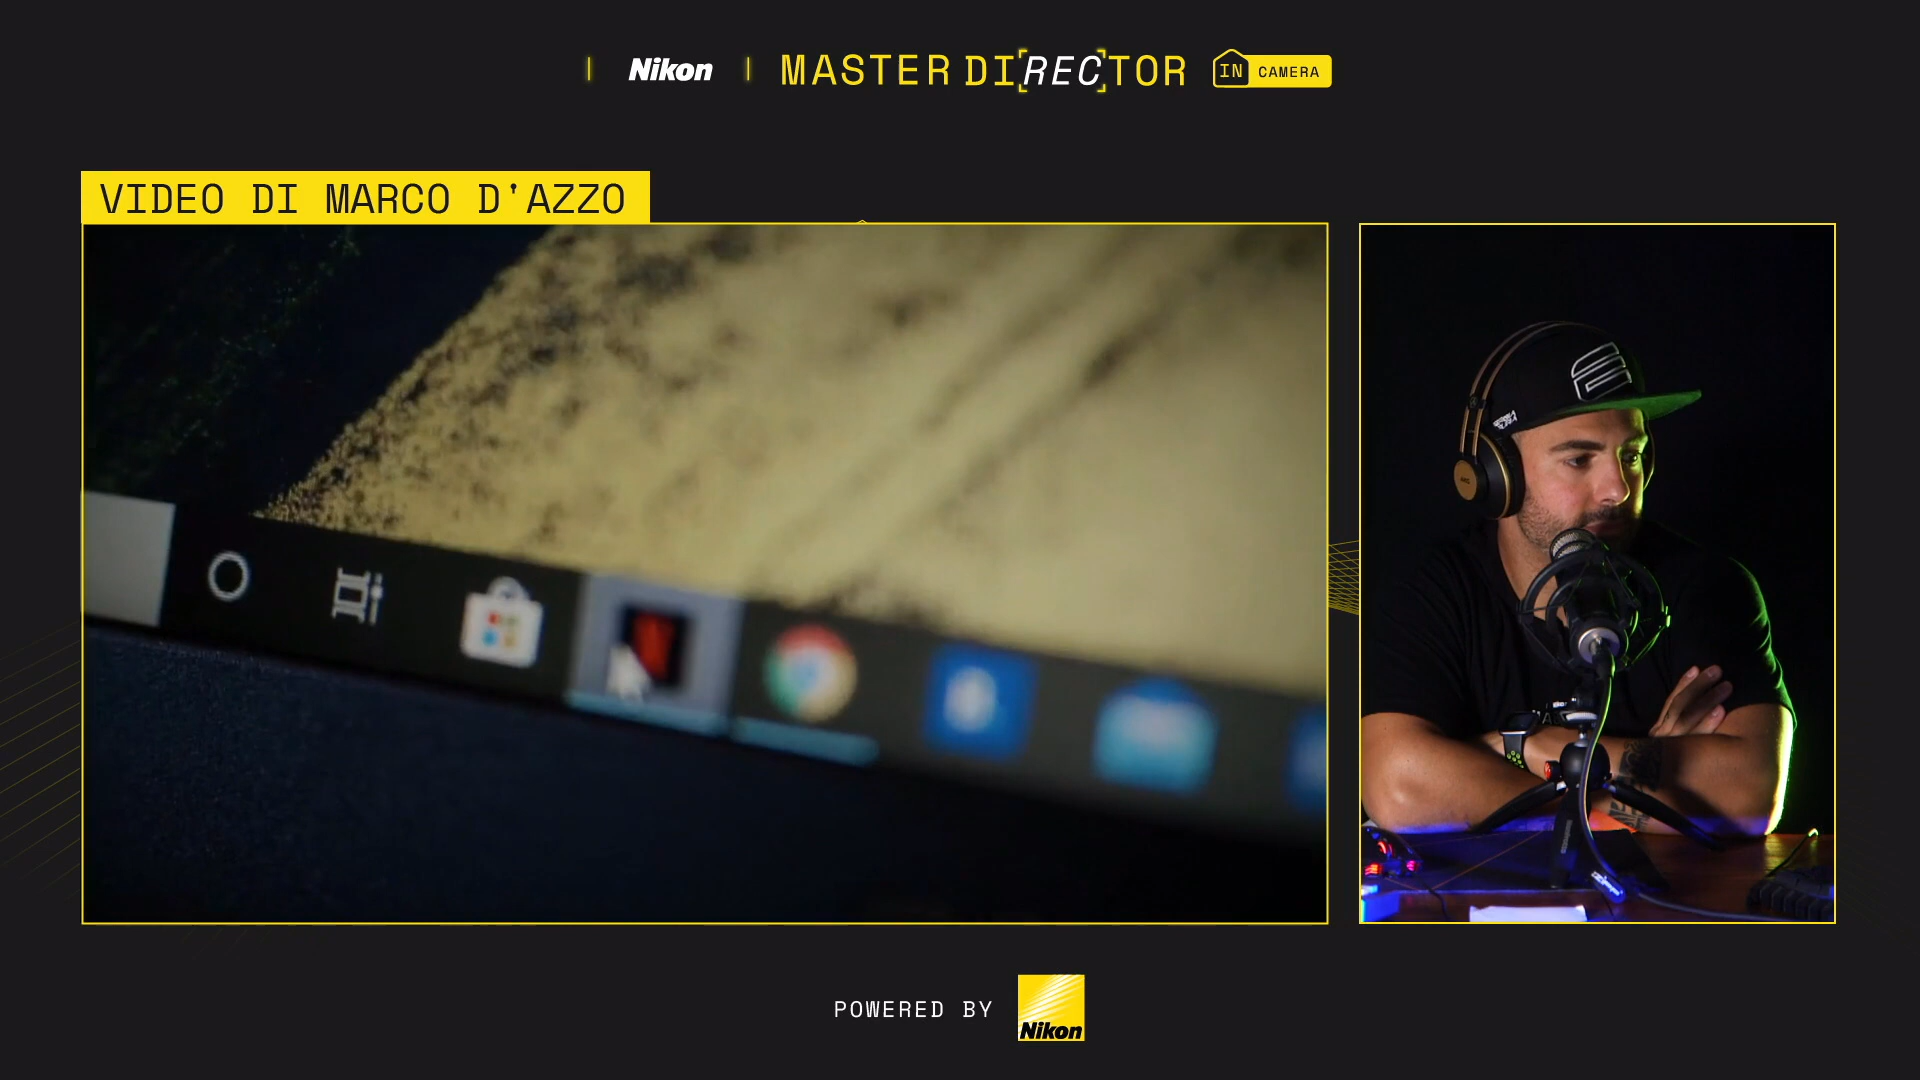 Nikon MASTER DIRECTOR IN CAMERA
VIDEO DI MARCO D'AZZO
POWERED BY Nikon